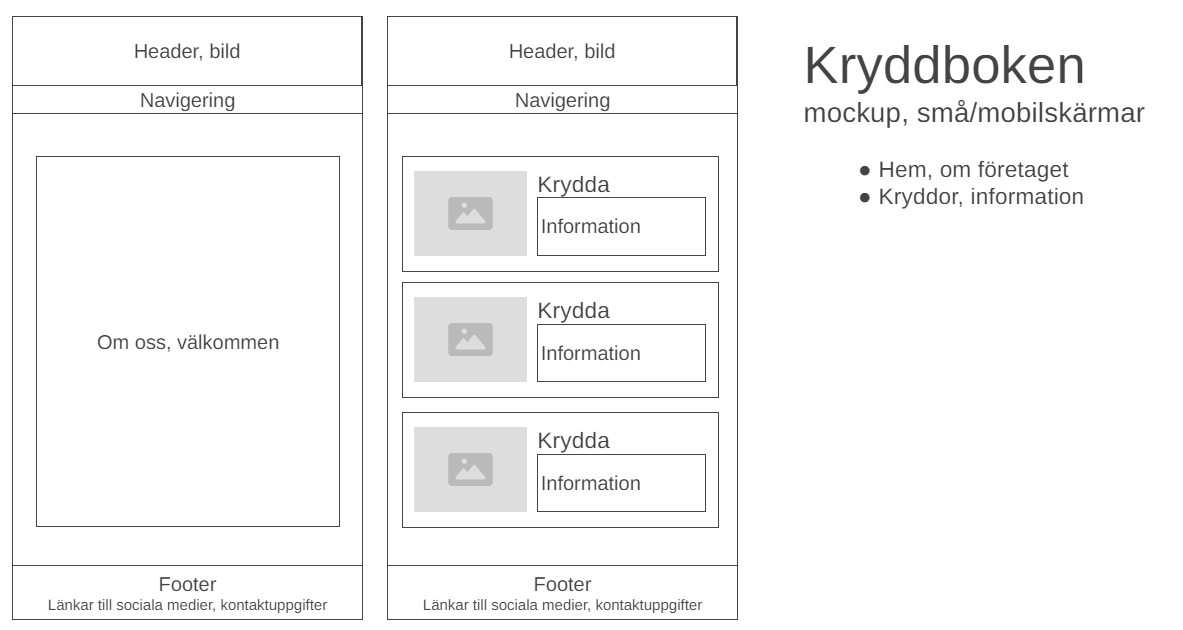 Header, bild
Navigering
Om oss, välkommen
Footer
Länkar till sociala medier, kontaktuppgifter
Header, bild
Navigering
Krydda
Information
Krydda
Information
Krydda
Information
Footer
Länkar till sociala medier, kontaktuppgifter
Kryddboken
mockup, små/mobilskärmar
● Hem, om företaget
● Kryddor, information